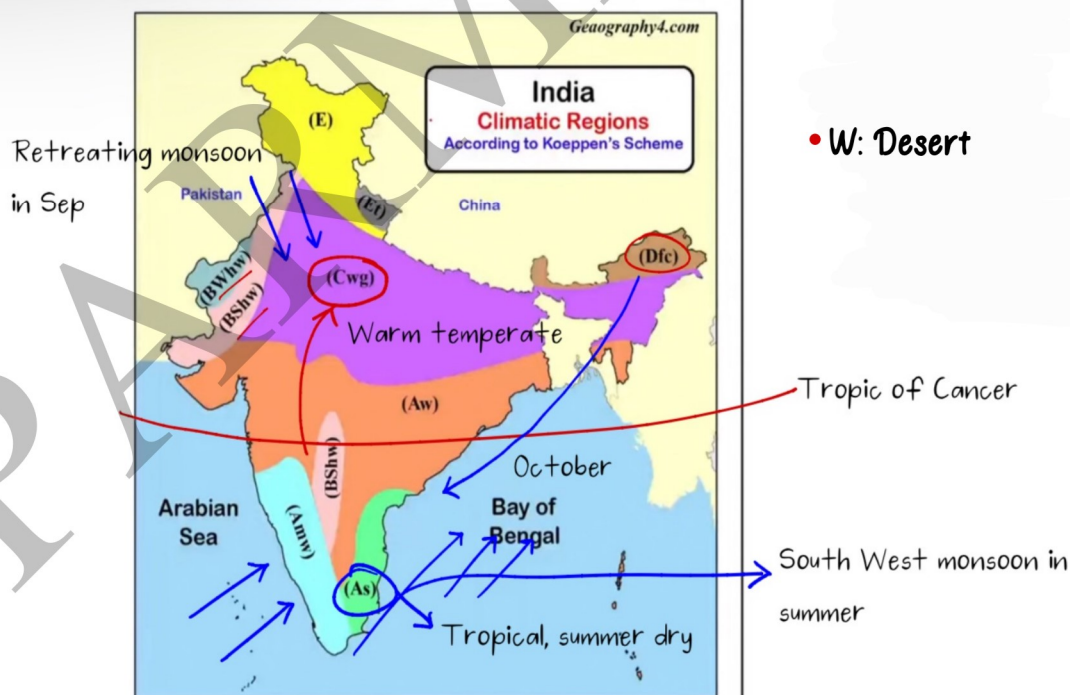 Geaography4.com
India
Climatic Regions
According to Koeppen's Scheme
(E)
• W: Desert
Retreating monsoon
in Sep
Pakistan
(Et)
China
(Dfc)
(BWhw)
(Cwg)
(BShw)
Warm temperate
Tropic of Cancer
(Aw)
(BShw)
October
Arabian
Sea
(Amw)
Bay of
Bengal
South West monsoon in
summer
(As)
Tropical, summer dry